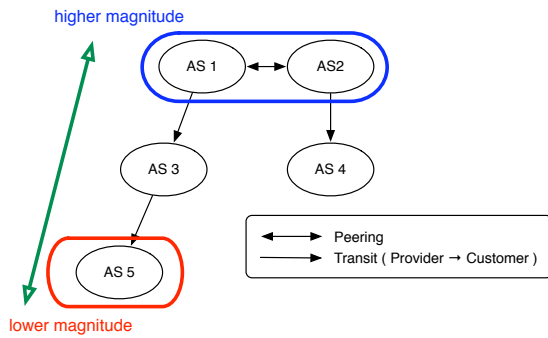 higher magnitude
AS 1
AS2
AS 3
AS 4
Peering
Transit ( Provider → Customer )
AS 5
lower magnitude